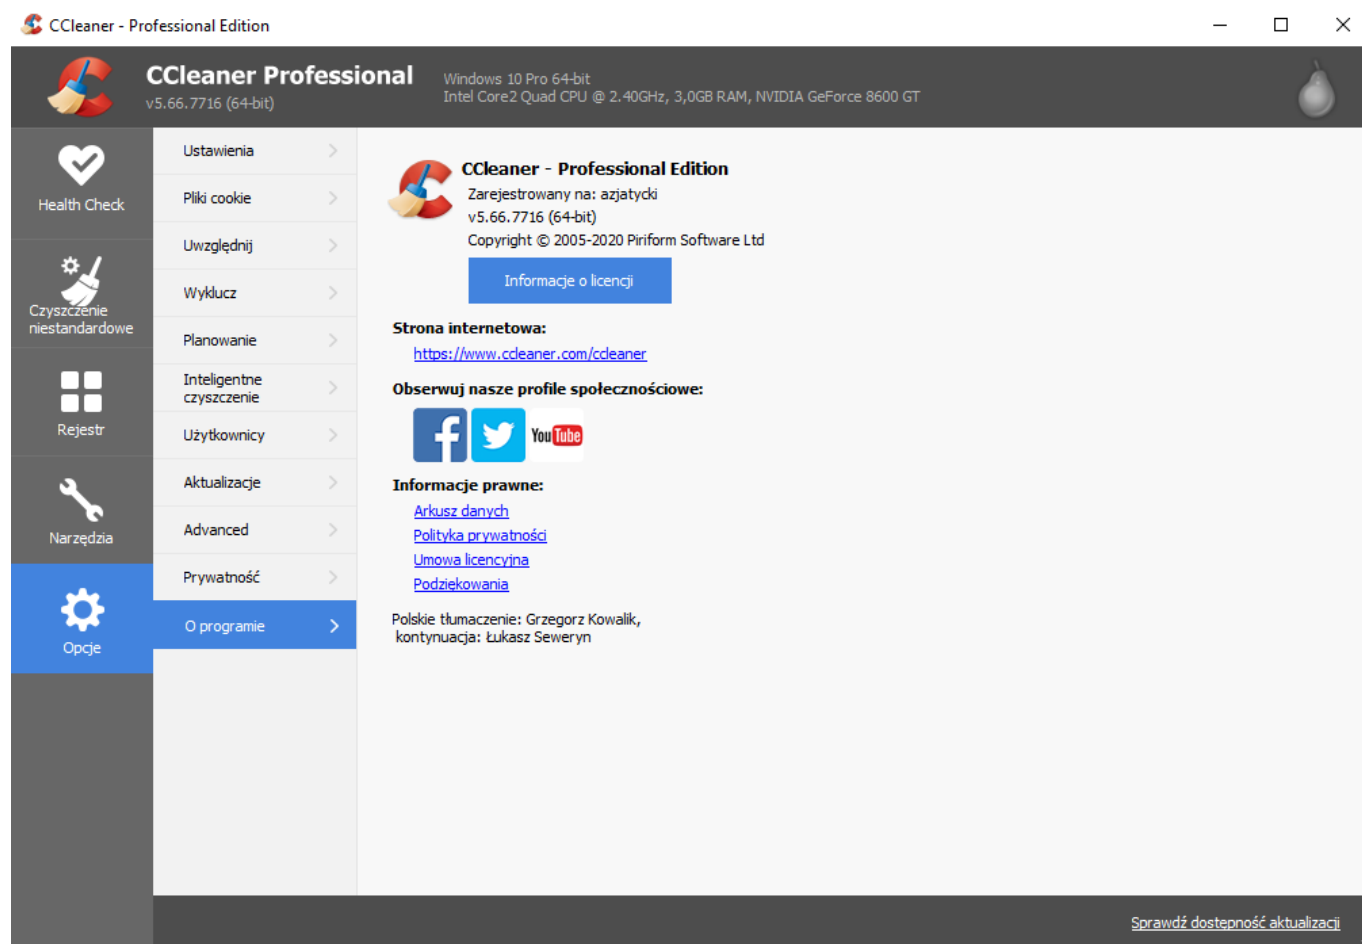 CCleaner - Professional Edition
CCleaner Professional
v5.66.7716 (64-bit)
Windows 10 Pro 64-bit
Intel Core2 Quad CPU @ 2.40GHz, 3,0GB RAM, NVIDIA GeForce 8600 GT
Health Check
Czyszczenie
niestandardowe
Rejestr
Narzędzia
Opcje
Ustawienia
Pliki cookie
Uwzględnij
Wyklucz
Planowanie
Inteligentne
czyszczenie
Użytkownicy
Aktualizacje
Advanced
Prywatność
O programie
CCleaner - Professional Edition
Zarejestrowany na: azjatycki
v5.66.7716 (64-bit)
Copyright © 2005-2020 Piriform Software Ltd
Informacje o licencji
Strona internetowa:
https://www.ccleaner.com/ccleaner
Obserwuj nasze profile społecznościowe:
You Tube
Informacje prawne:
Arkusz danych
Polityka prywatności
Umowa licencyjna
Podziękowania
Polskie tłumaczenie: Grzegorz Kowalik,
kontynuacja: Łukasz Seweryn
Sprawdź dostępność aktualizacji